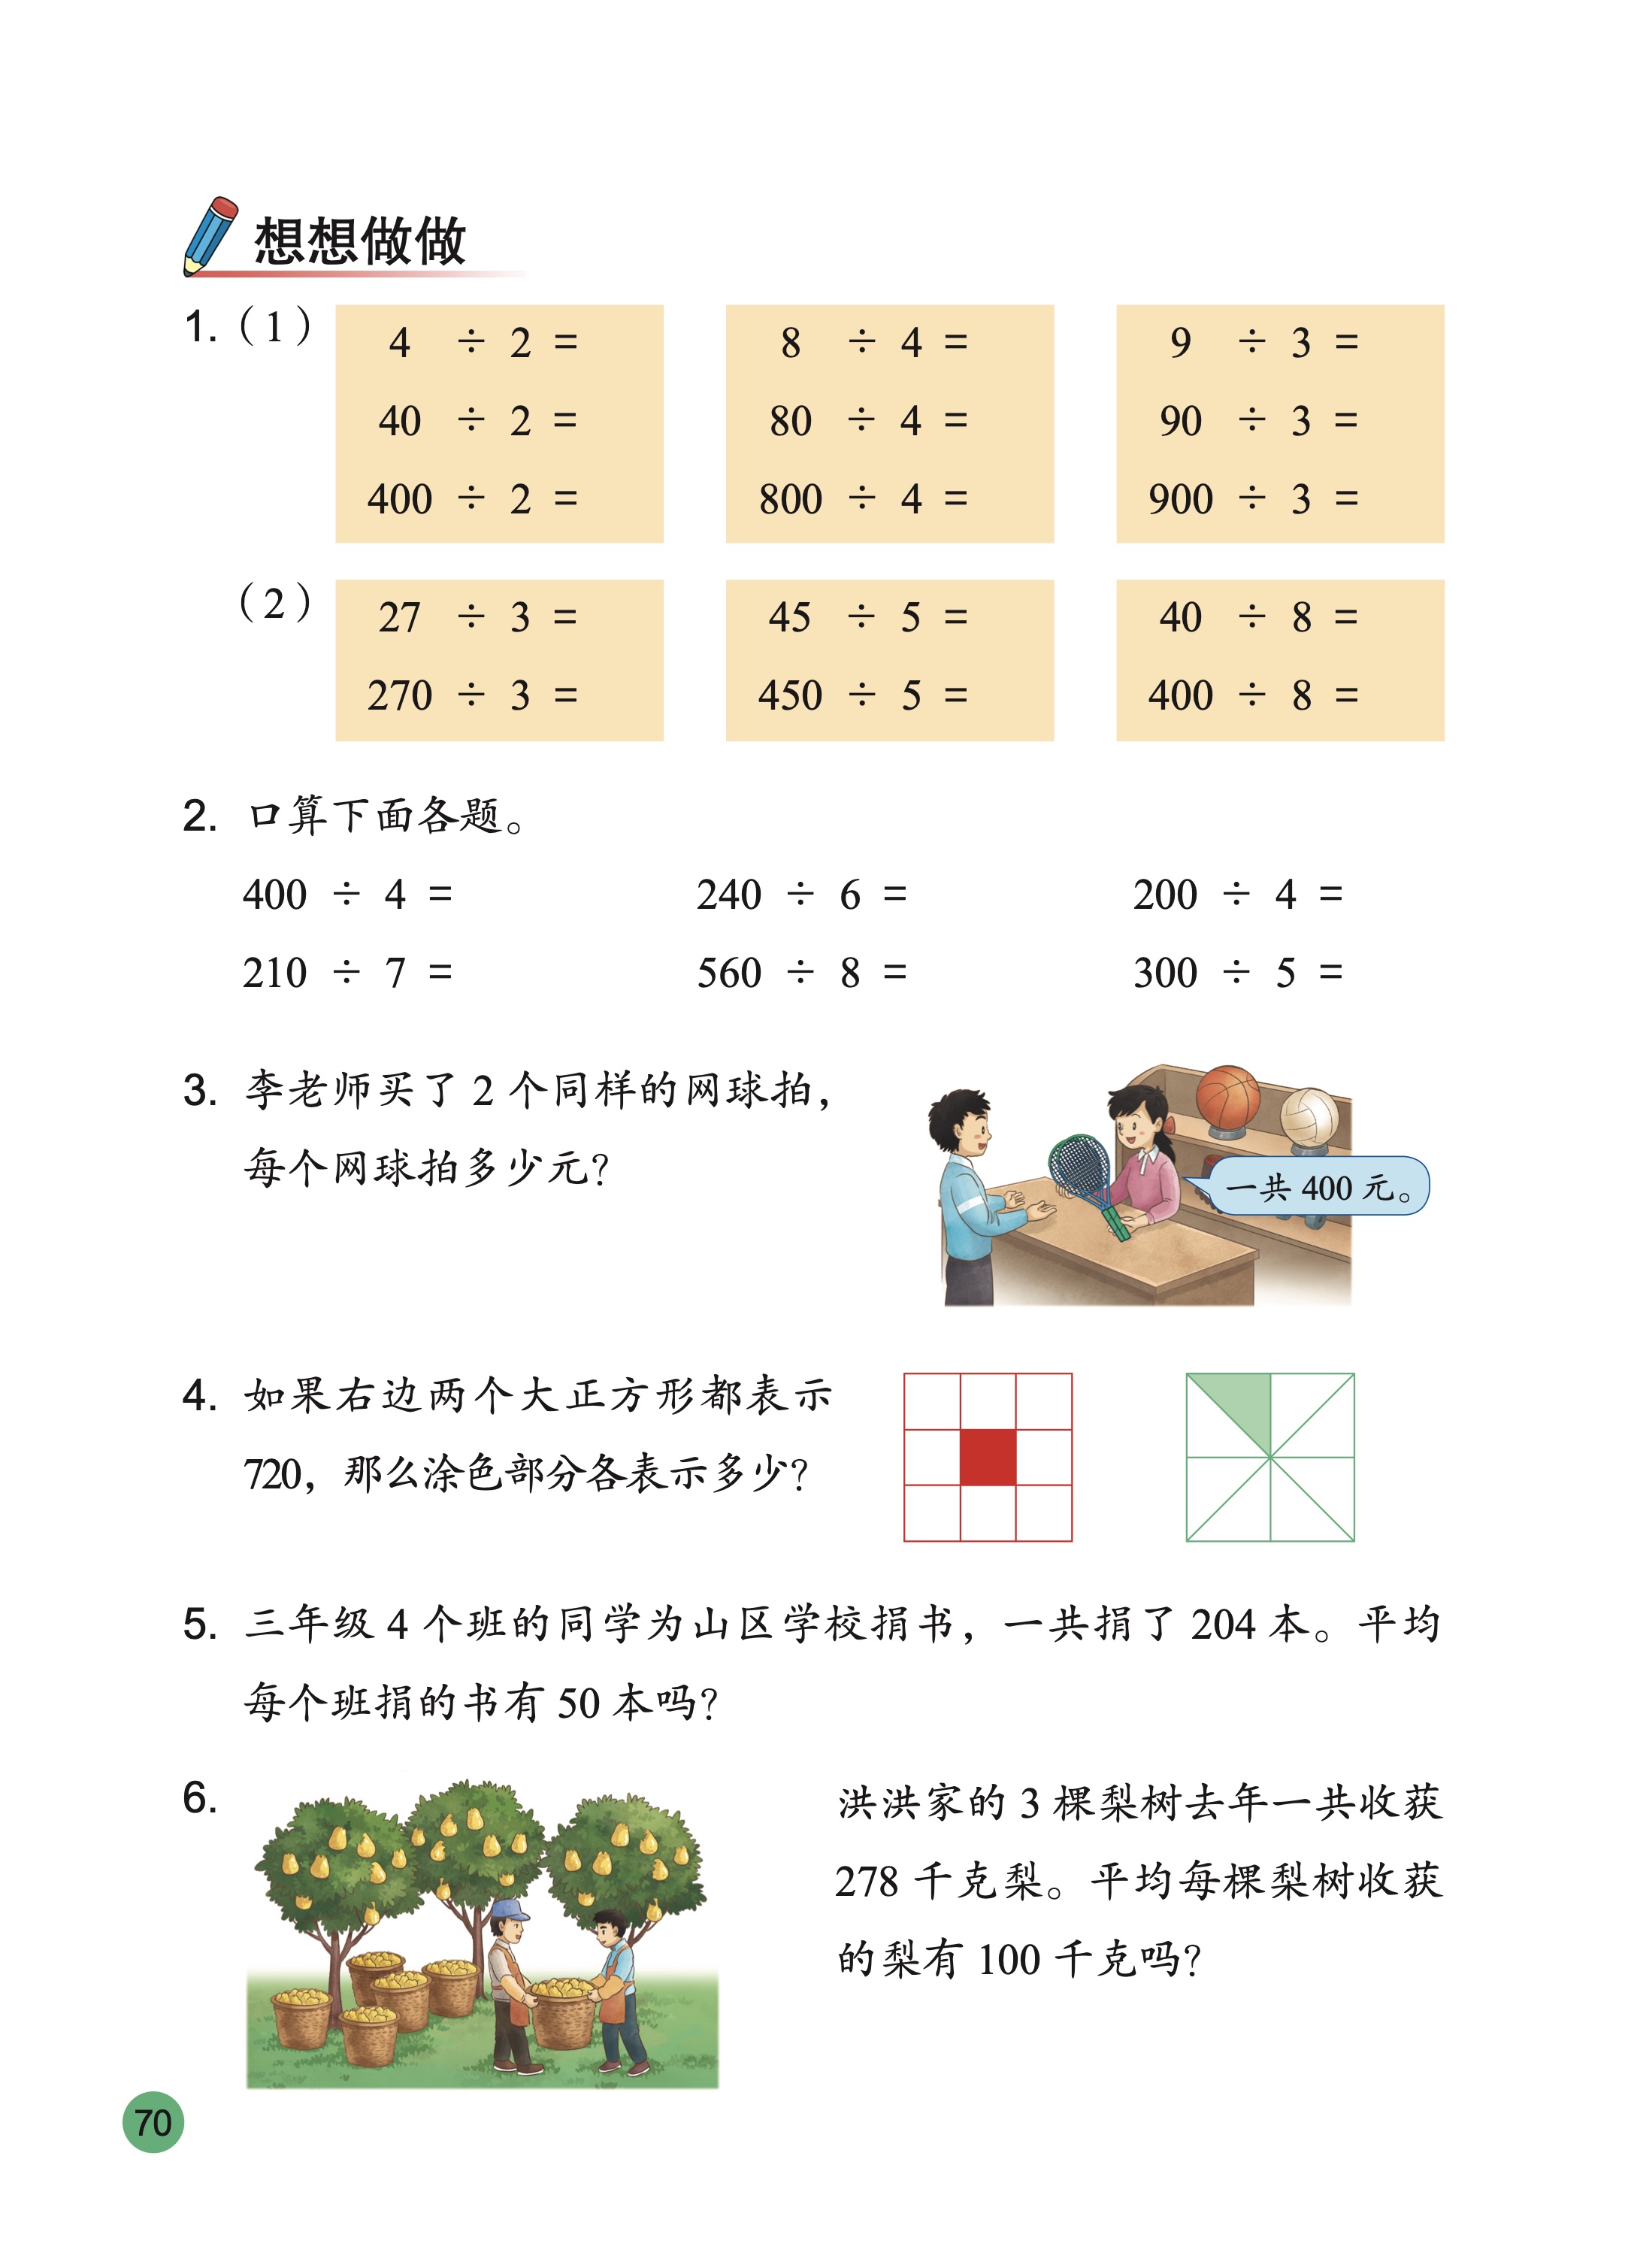 想想做做
1.（1） 4 ÷ 2 = 8 ÷ 4 = 9 ÷ 3 =
40 ÷ 2 = 80 ÷ 4 = 90 ÷ 3 =
400 ÷ 2 = 800 ÷ 4 = 900 ÷ 3 =
（2） 27 ÷ 3 = 45 ÷ 5 = 40 ÷ 8 =
270 ÷ 3 = 450 ÷ 5 = 400 ÷ 8 =
2. 口算下面各题。
400 ÷ 4 = 240 ÷ 6 = 200 ÷ 4 =
210 ÷ 7 = 560 ÷ 8 = 300 ÷ 5 =
3. 李老师买了 2 个同样的网球拍，
每个网球拍多少元？
一共 400 元。
4. 如果右边两个大正方形都表示
720，那么涂色部分各表示多少？
5. 三年级 4 个班的同学为山区学校捐书，一共捐了 204 本。平均
每个班捐的书有 50 本吗？
6. 洪洪家的 3 棵梨树去年一共收获
278 千克梨。平均每棵梨树收获
的梨有 100 千克吗？
70